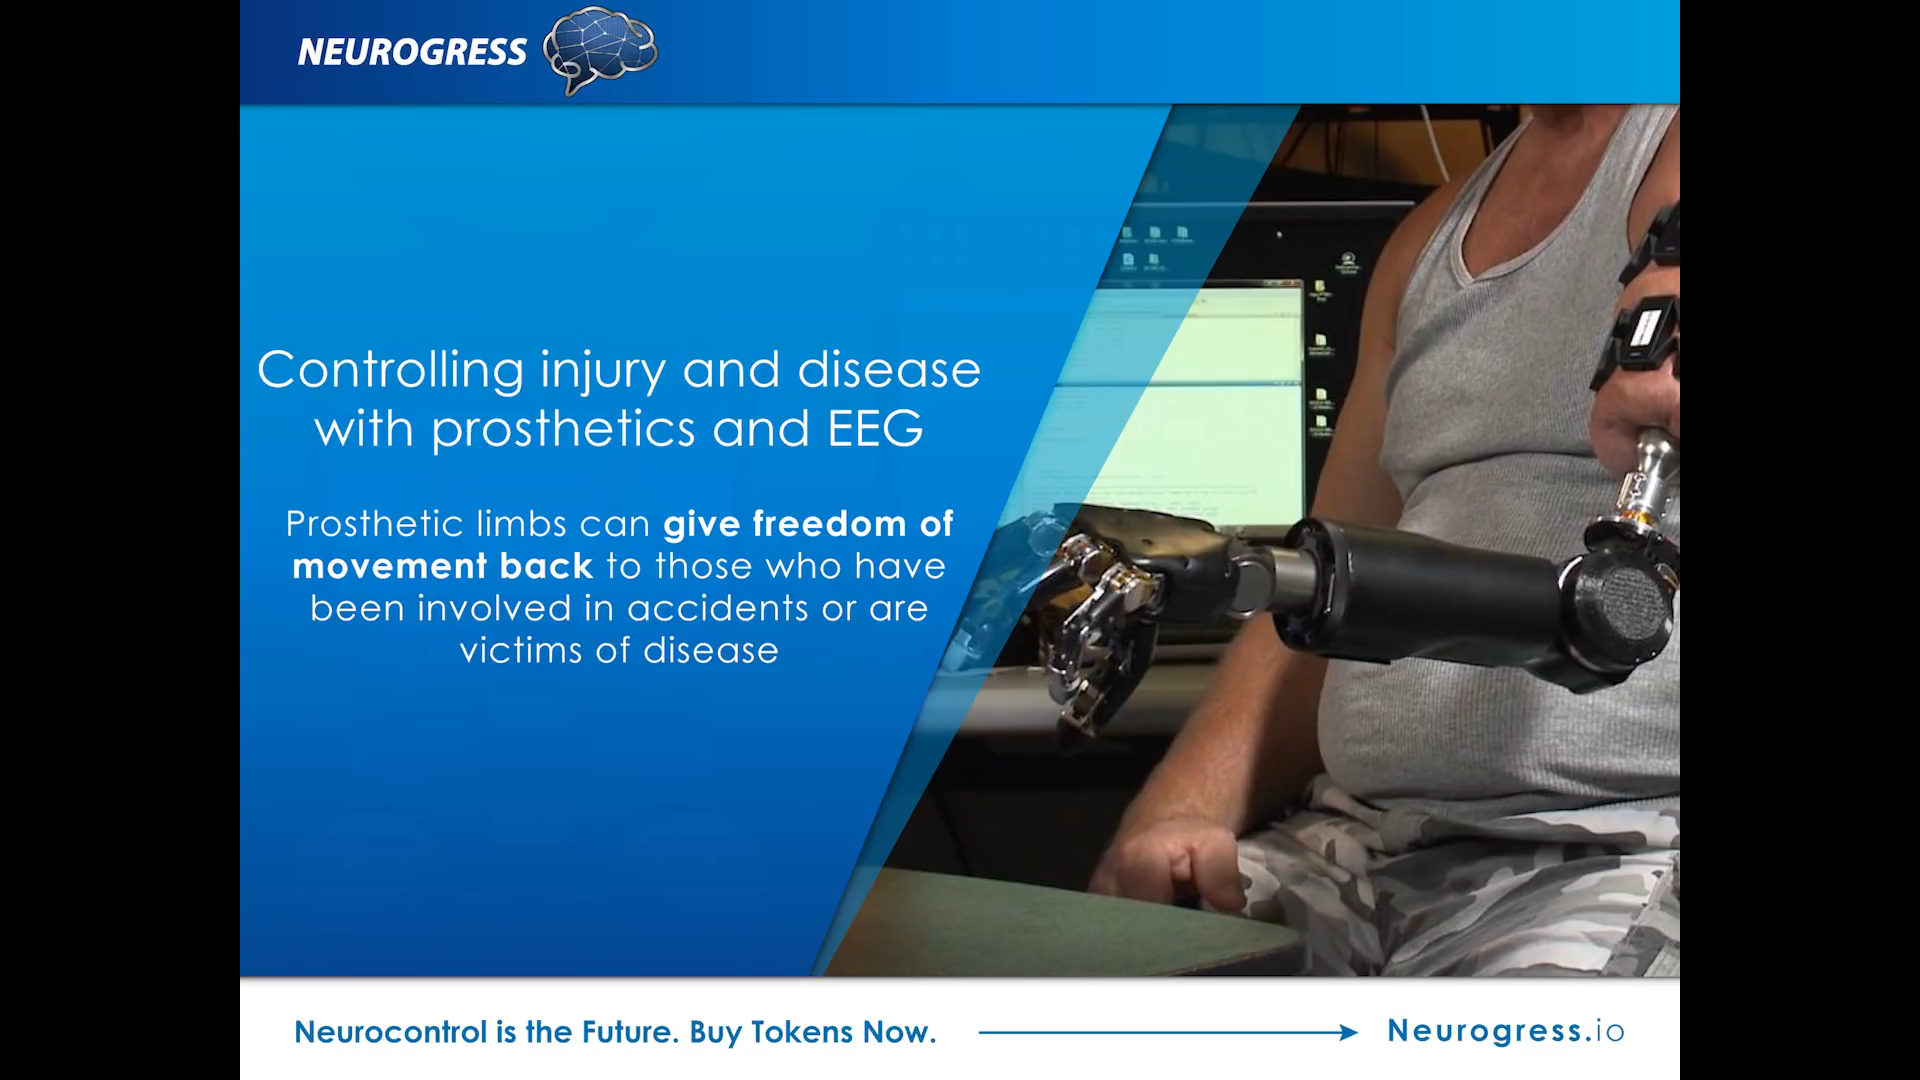 NEUROGRESS
Controlling injury and disease
with prosthetics and EEG
Prosthetic limbs can give freedom of
movement back to those who have
been involved in accidents or are
victims of disease
Neurocontrol is the Future. Buy Tokens Now.
Neurogress.io